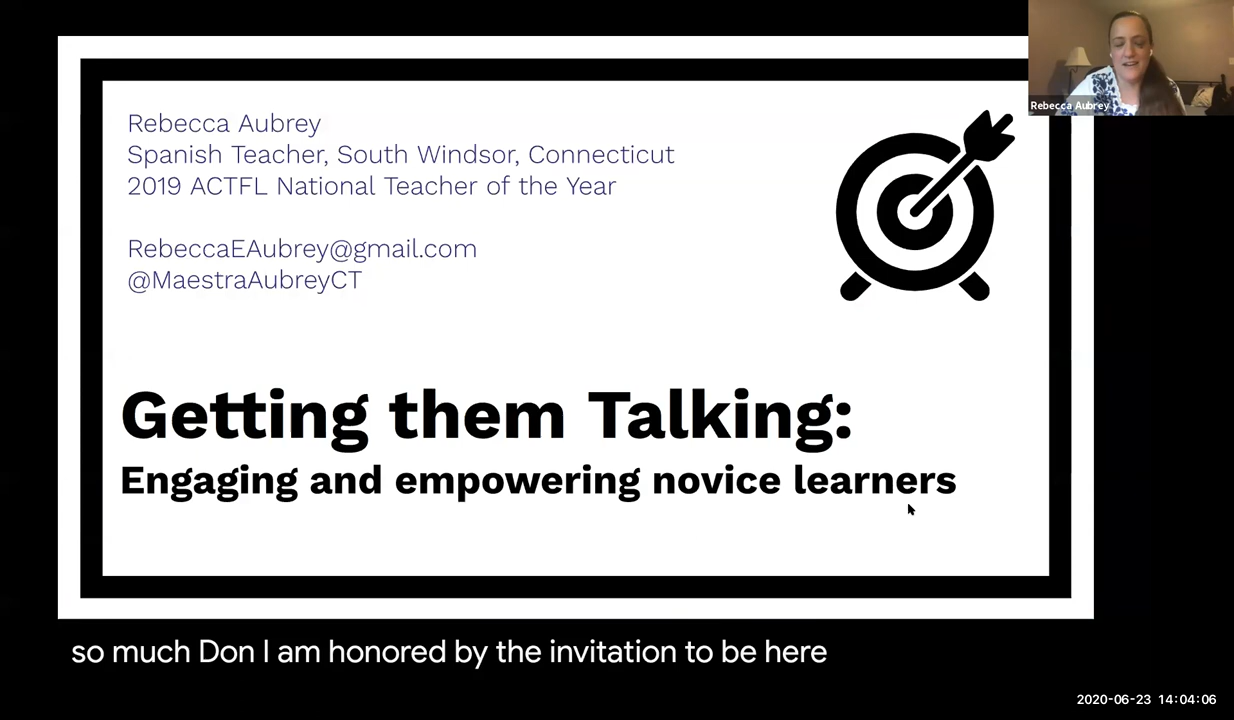 Rebecca Aubrey
Spanish Teacher, South Windsor, Connecticut
2019 ACTFL National Teacher of the Year
RebeccaEAubrey@gmail.com
@MaestraAubreyCT
Rebecca Aubrey
Getting them Talking:
Engaging and empowering novice learners
so much Don I am honored by the invitation to be here
2020-06-23 14:04:06